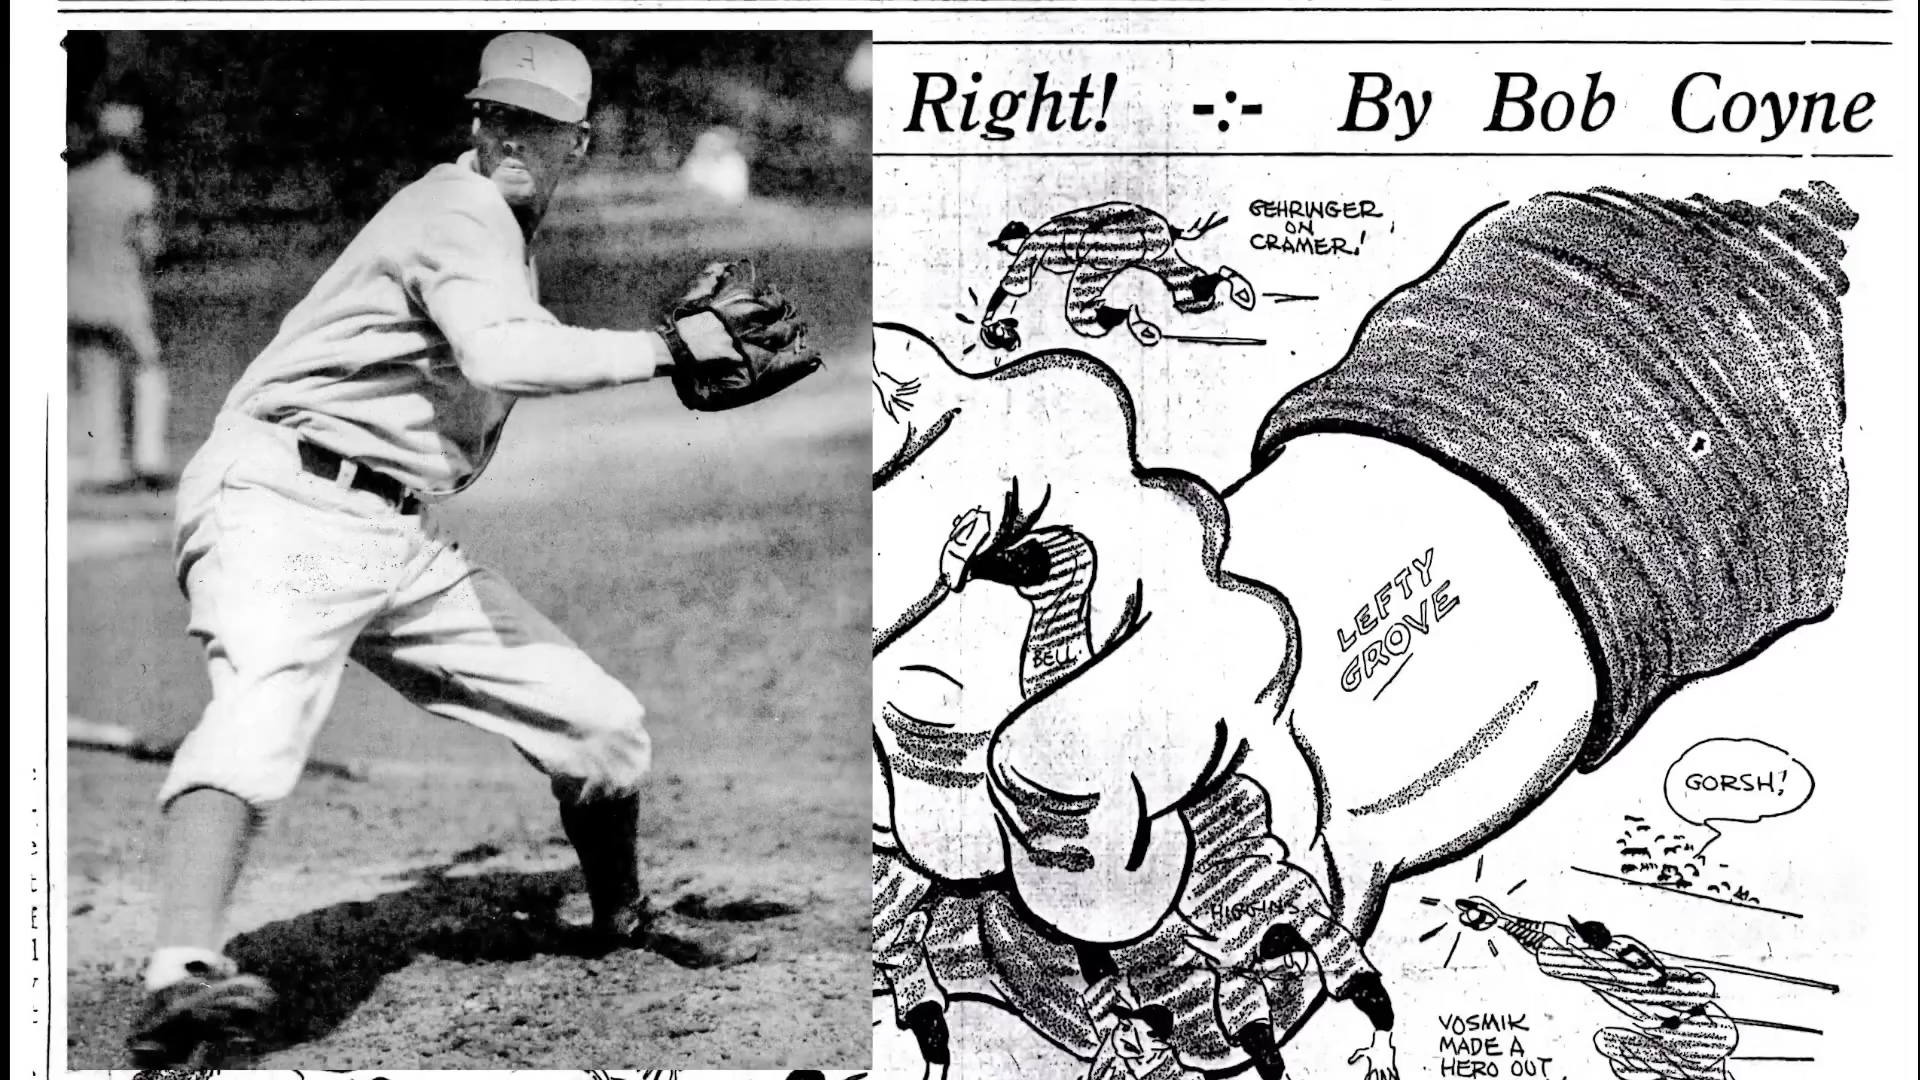 A
Right! -:- By Bob Coyne
GEHRINGER
ON
CRAMER!
BELL
LEFTY
GROVE
GORSH!
HIGGINS
VOSMIK
MADE A
HERO OUT